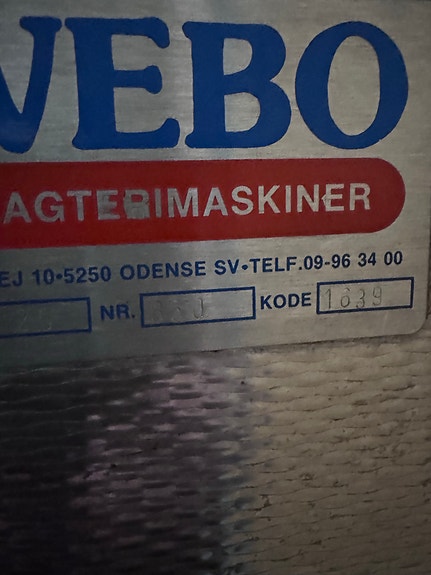 VEBO
AGTERIMASKINER
EJ 10•5250 ODENSE SV•TELF.09-96 34 00
NR. KODE 1839